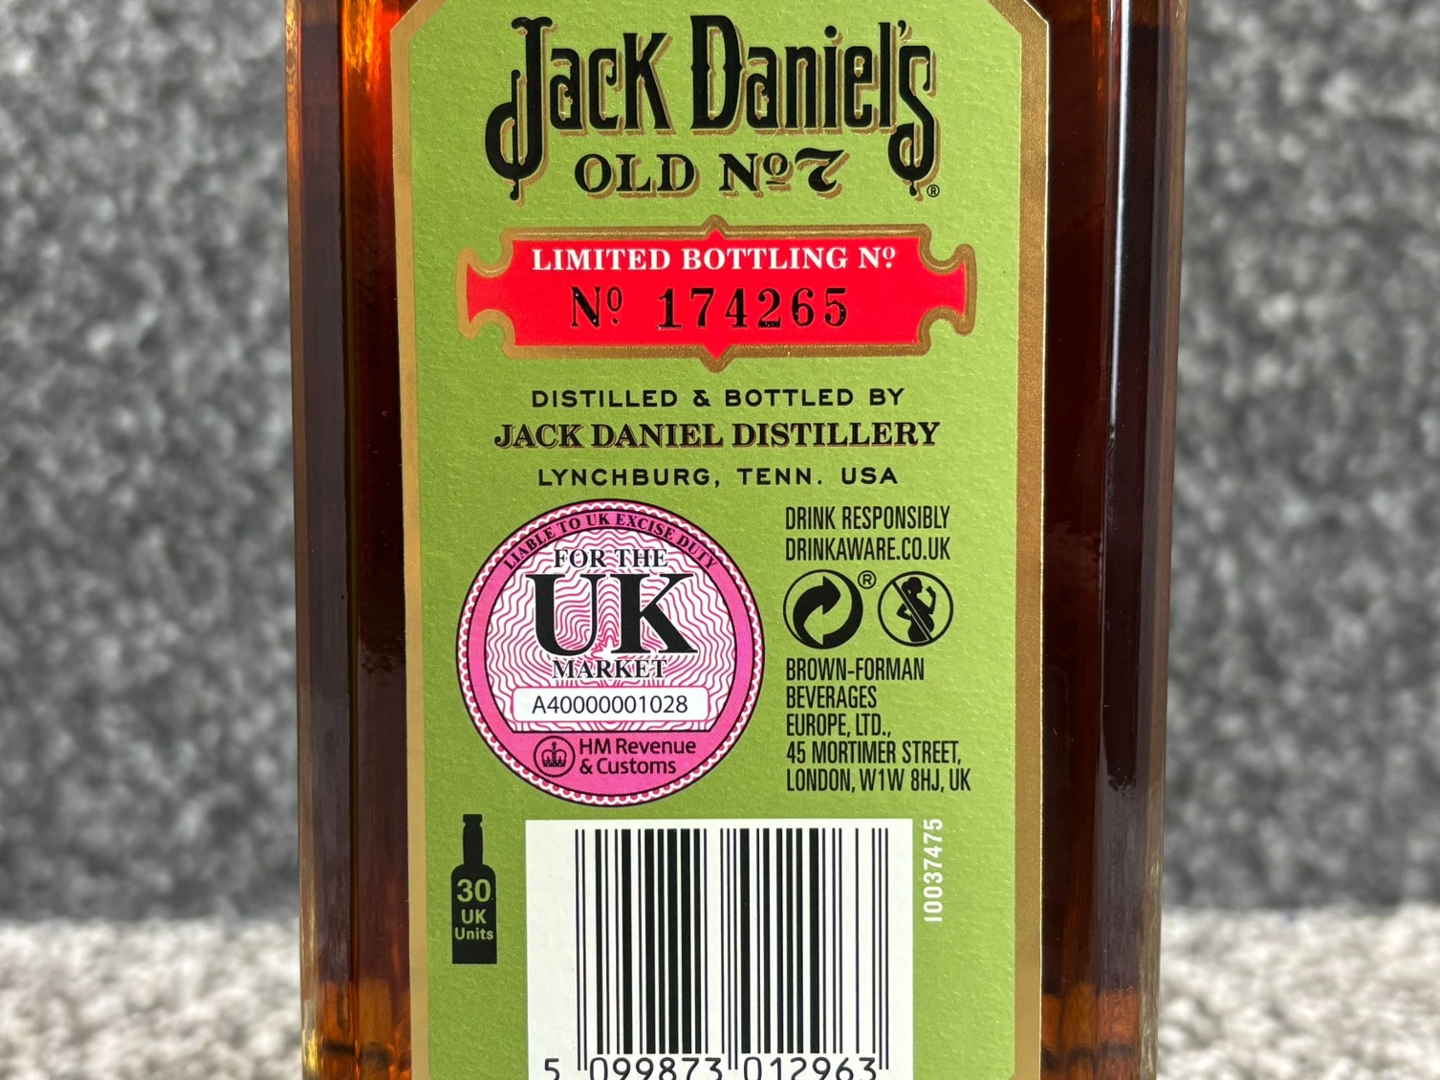 Jack Daniel's
OLD Nº 7
®
LIMITED BOTTLING Nº
Nº 174265
DISTILLED & BOTTLED BY
JACK DANIEL DISTILLERY
LYNCHBURG, TENN. USA
LIABLE TO UK EXCISE DUTY
FOR THE
UK
MARKET
A40000001028
HM Revenue
& Customs
DRINK RESPONSIBLY
DRINKAWARE.CO.UK
®
BROWN-FORMAN
BEVERAGES
EUROPE, LTD.,
45 MORTIMER STREET,
LONDON, W1W 8HJ, UK
30
UK
Units
10037475
5 099873 012963